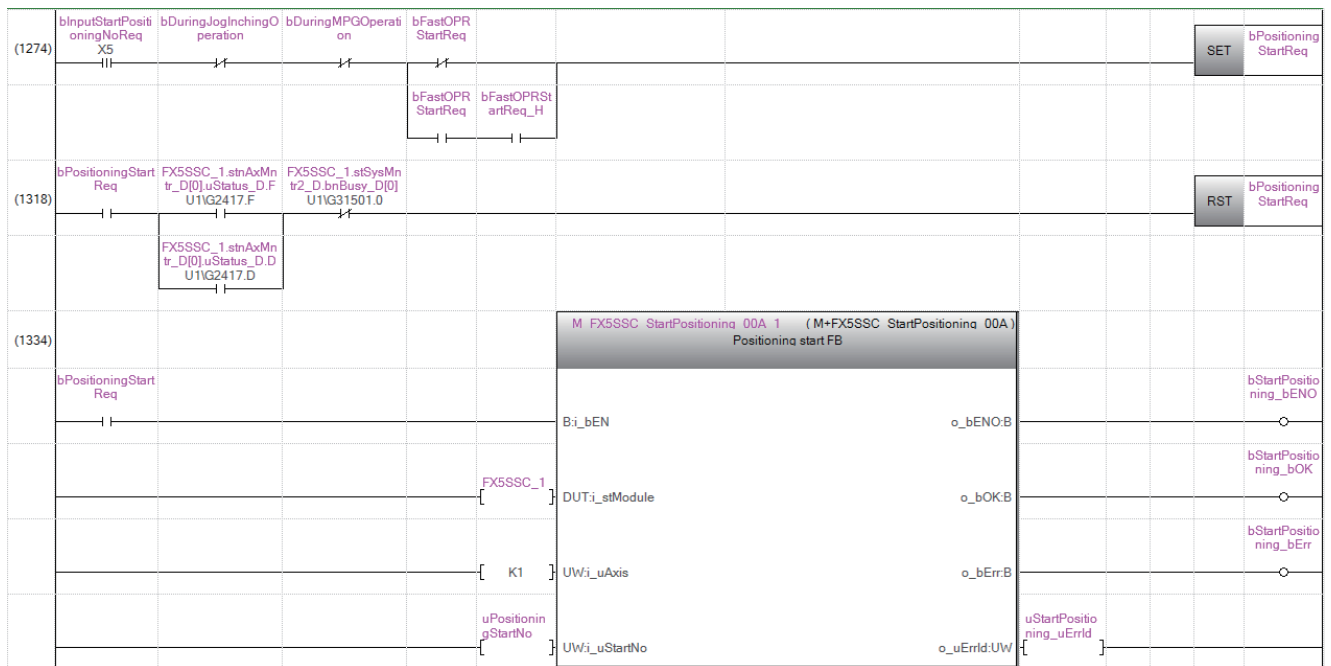 bInputStartPositi bDuringJogInchingO bDuringMPGOperati bFastOPR
oningNoReq peration on StartReq
X5
(1274)
SET
bPositioning
StartReq
bFastOPR bFastOPRSt
StartReq artReq_H
bPositioningStart FX5SSC_1.stnAxMn FX5SSC_1.stSysMn
Req tr_D[0].uStatus_D.F tr2_D.bnBusy_D[0]
U1\G2417.F U1\G31501.0
(1318)
RST
bPositioning
StartReq
FX5SSC_1.stnAxMn
tr_D[0].uStatus_D.D
U1\G2417.D
(1334)
M_FX5SSC_StartPositioning_00A_1 (M+FX5SSC_StartPositioning_00A)
Positioning start FB
bPositioningStart
Req
B:i_bEN
o_bENO:B
bStartPositio
ning_bENO
FX5SSC_1
DUT:i_stModule
o_bOK:B
bStartPositio
ning_bOK
K1
UW:i_uAxis
o_bErr:B
bStartPositio
ning_bErr
uPositionin
gStartNo
UW:i_uStartNo
o_uErrId:UW
uStartPositio
ning_uErrId